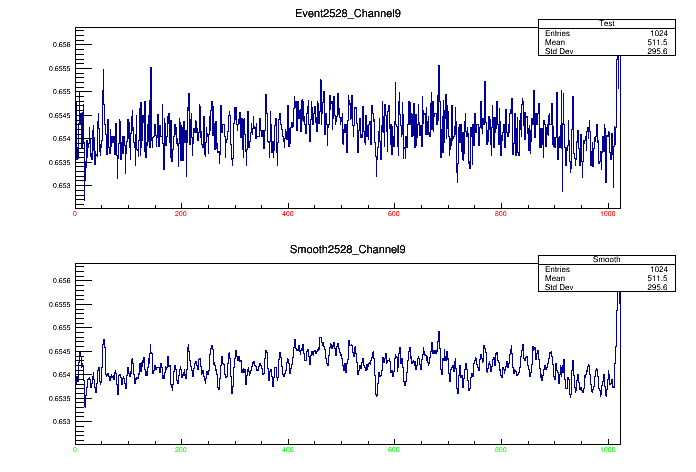 Event2528_Channel9
Test
Entries 1024
Mean 511.5
Std Dev 295.6
0.656
0.6555
0.655
0.6545
0.654
0.6535
0.653
0 200 400 600 800 1000
Smooth2528_Channel9
Smooth
Entries 1024
Mean 511.5
Std Dev 295.6
0.656
0.6555
0.655
0.6545
0.654
0.6535
0.653
0 200 400 600 800 1000